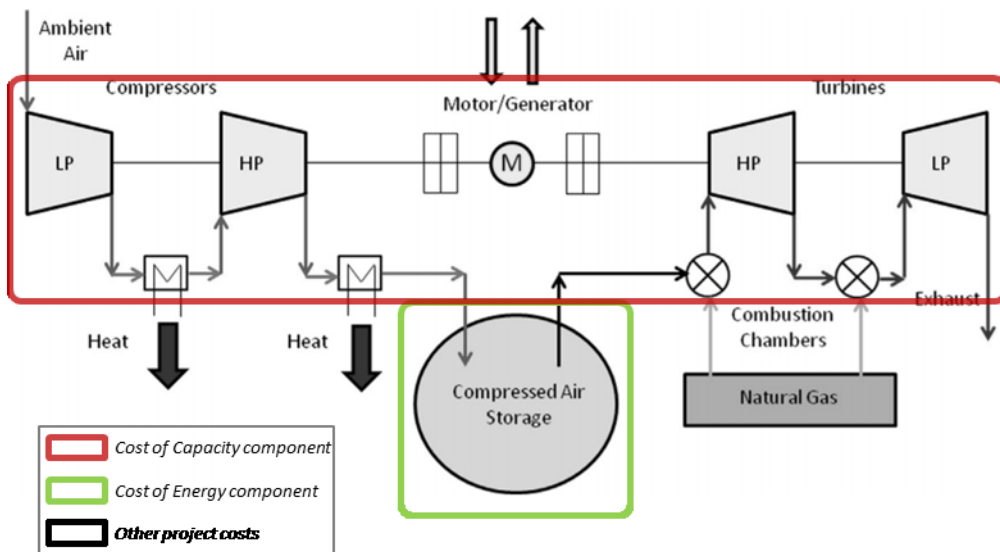 Ambient
Air
Compressors
Motor/Generator
Turbines
LP
HP
M
HP
LP
Exhaust
Heat
Heat
Combustion
Chambers
Compressed Air
Storage
Natural Gas
Cost of Capacity component
Cost of Energy component
Other project costs